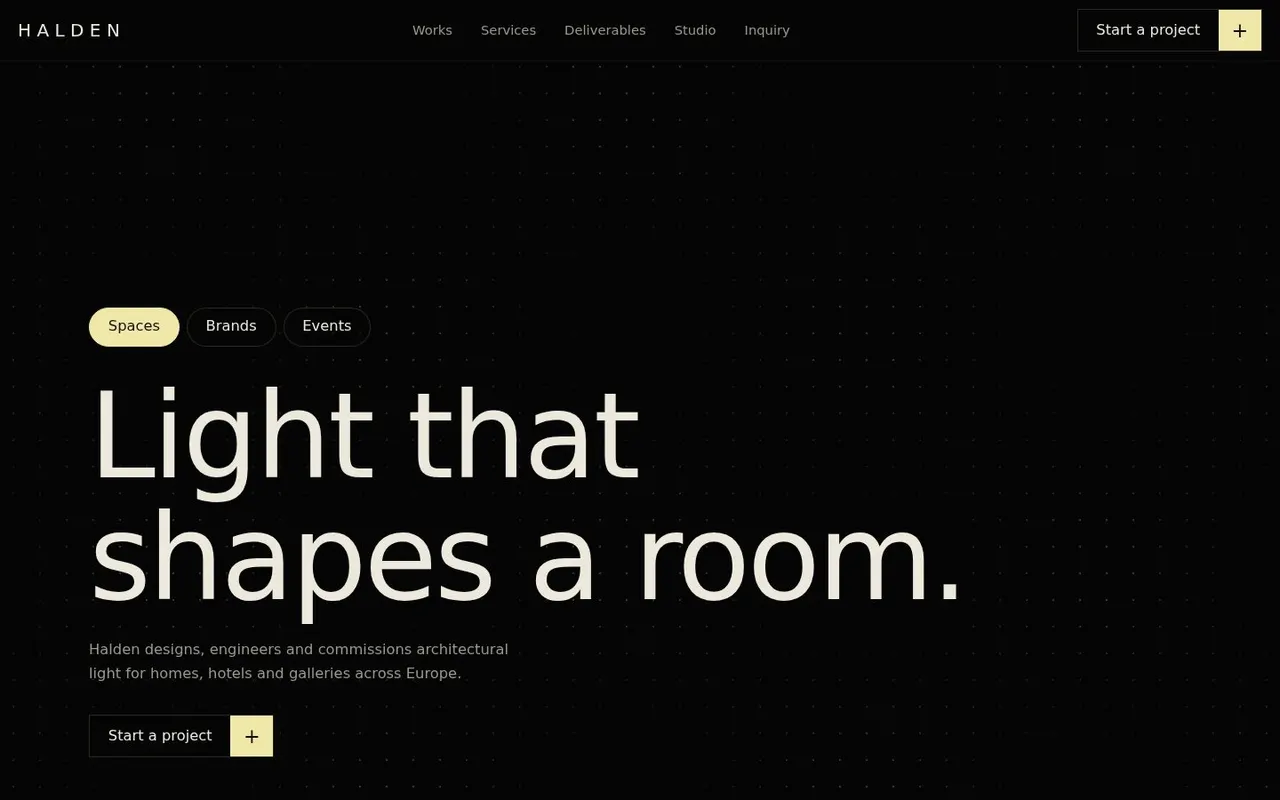 HALDEN
Works
Services
Deliverables
Studio
Inquiry
Start a project +
Spaces
Brands
Events
Light that
shapes a room.
Halden designs, engineers and commissions architectural
light for homes, hotels and galleries across Europe.
Start a project +